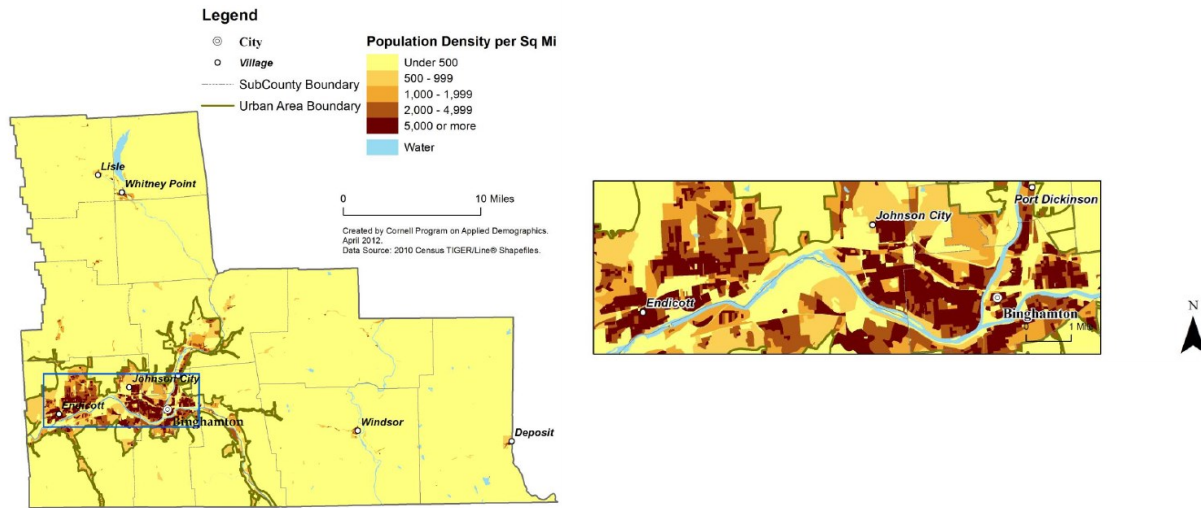 Legend
City
Village
SubCounty Boundary
Urban Area Boundary
Population Density per Sq Mi
Under 500
500 - 999
1,000 - 1,999
2,000 - 4,999
5,000 or more
Water
0 10 Miles
Created by Cornell Program on Applied Demographics.
April 2012.
Data Source: 2010 Census TIGER/Line® Shapefiles.
Lisle
Whitney Point
Johnson City
Endicott
Binghamton
Windsor
Deposit
Port Dickinson
Johnson City
Endicott
N
Binghamton
1 Mile
N